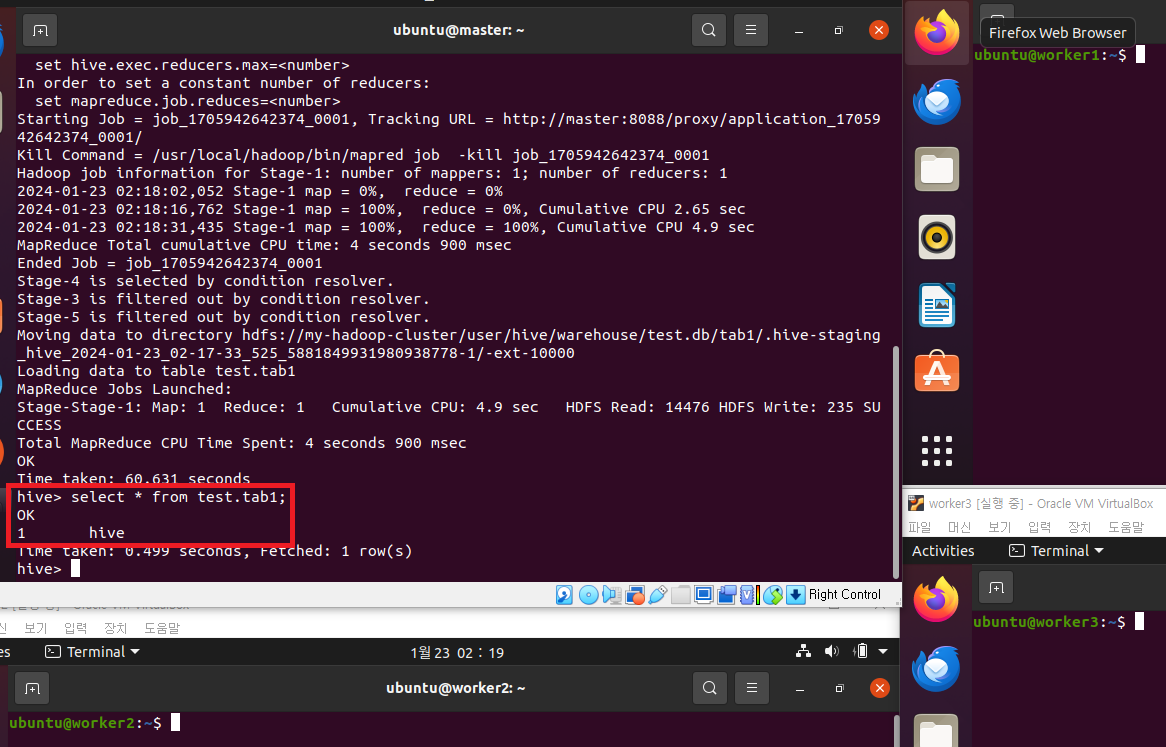 ubuntu@master: ~
set hive.exec.reducers.max=<number>
In order to set a constant number of reducers:
set mapreduce.job.reduces=<number>
Starting Job = job_1705942642374_0001, Tracking URL = http://master:8088/proxy/application_17059
42642374_0001/
Kill Command = /usr/local/hadoop/bin/mapred job  -kill job_1705942642374_0001
Hadoop job information for Stage-1: number of mappers: 1; number of reducers: 1
2024-01-23 02:18:02,052 Stage-1 map = 0%,  reduce = 0%
2024-01-23 02:18:16,762 Stage-1 map = 100%,  reduce = 0%, Cumulative CPU 2.65 sec
2024-01-23 02:18:31,435 Stage-1 map = 100%,  reduce = 100%, Cumulative CPU 4.9 sec
MapReduce Total cumulative CPU time: 4 seconds 900 msec
Ended Job = job_1705942642374_0001
Stage-4 is selected by condition resolver.
Stage-3 is filtered out by condition resolver.
Stage-5 is filtered out by condition resolver.
Moving data to directory hdfs://my-hadoop-cluster/user/hive/warehouse/test.db/tab1/.hive-staging
_hive_2024-01-23_02-17-33_525_5881849931980938778-1/-ext-10000
Loading data to table test.tab1
MapReduce Jobs Launched:
Stage-Stage-1: Map: 1  Reduce: 1   Cumulative CPU: 4.9 sec   HDFS Read: 14476 HDFS Write: 235 SU
CCESS
Total MapReduce CPU Time Spent: 4 seconds 900 msec
OK
Time taken: 60.631 seconds
hive> select * from test.tab1;
OK
1       hive
Time taken: 0.499 seconds, Fetched: 1 row(s)
hive>
Right Control
Firefox Web Browser
ubuntu@worker1:~$
worker3 [실행 중] - Oracle VM VirtualBox
파일 머신 보기 입력 장치 도움말
Activities Terminal
ubuntu@worker3:~$
보기 입력 장치 도움말
Terminal 1월 23 02 : 19
ubuntu@worker2: ~
ubuntu@worker2:~$